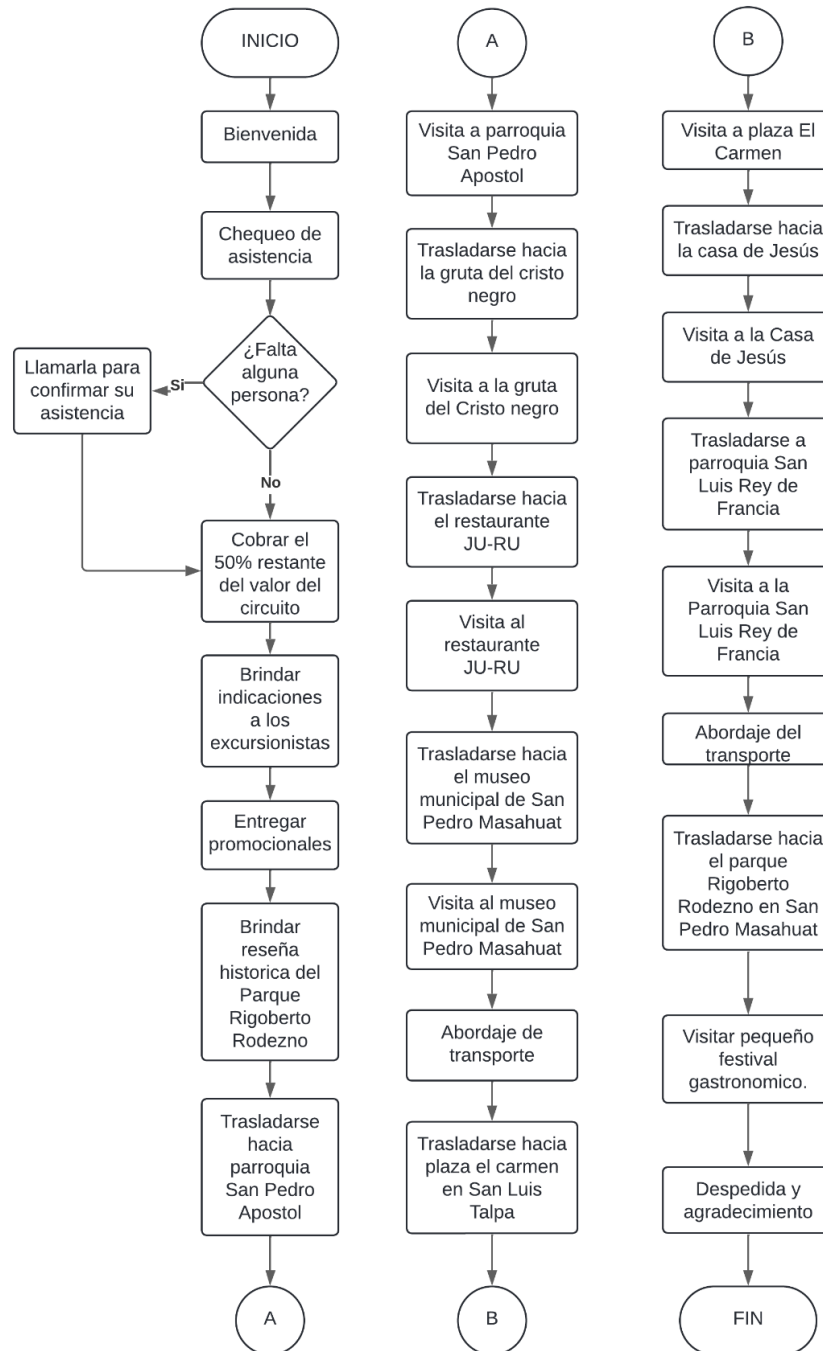 INICIO
Bienvenida
Chequeo de
asistencia
¿Falta
alguna
persona?
Si
Llamarla para
confirmar su
asistencia
No
Cobrar el
50% restante
del valor del
circuito
Brindar
indicaciones
a los
excursionistas
Entregar
promocionales
Brindar
reseña
historica del
Parque
Rigoberto
Rodezno
Trasladarse
hacia
parroquia
San Pedro
Apostol
A
A
Visita a parroquia
San Pedro
Apostol
Trasladarse hacia
la gruta del cristo
negro
Visita a la gruta
del Cristo negro
Trasladarse hacia
el restaurante
JU-RU
Visita al
restaurante
JU-RU
Trasladarse hacia
el museo
municipal de San
Pedro Masahuat
Visita al museo
municipal de San
Pedro Masahuat
Abordaje de
transporte
Trasladarse hacia
plaza el carmen
en San Luis
Talpa
B
B
Visita a plaza El
Carmen
Trasladarse hacia
la casa de Jesús
Visita a la Casa
de Jesús
Trasladarse a
parroquia San
Luis Rey de
Francia
Visita a la
Parroquia San
Luis Rey de
Francia
Abordaje del
transporte
Trasladarse hacia
el parque
Rigoberto
Rodezno en San
Pedro Masahuat
Visitar pequeño
festival
gastronomico.
Despedida y
agradecimiento
FIN